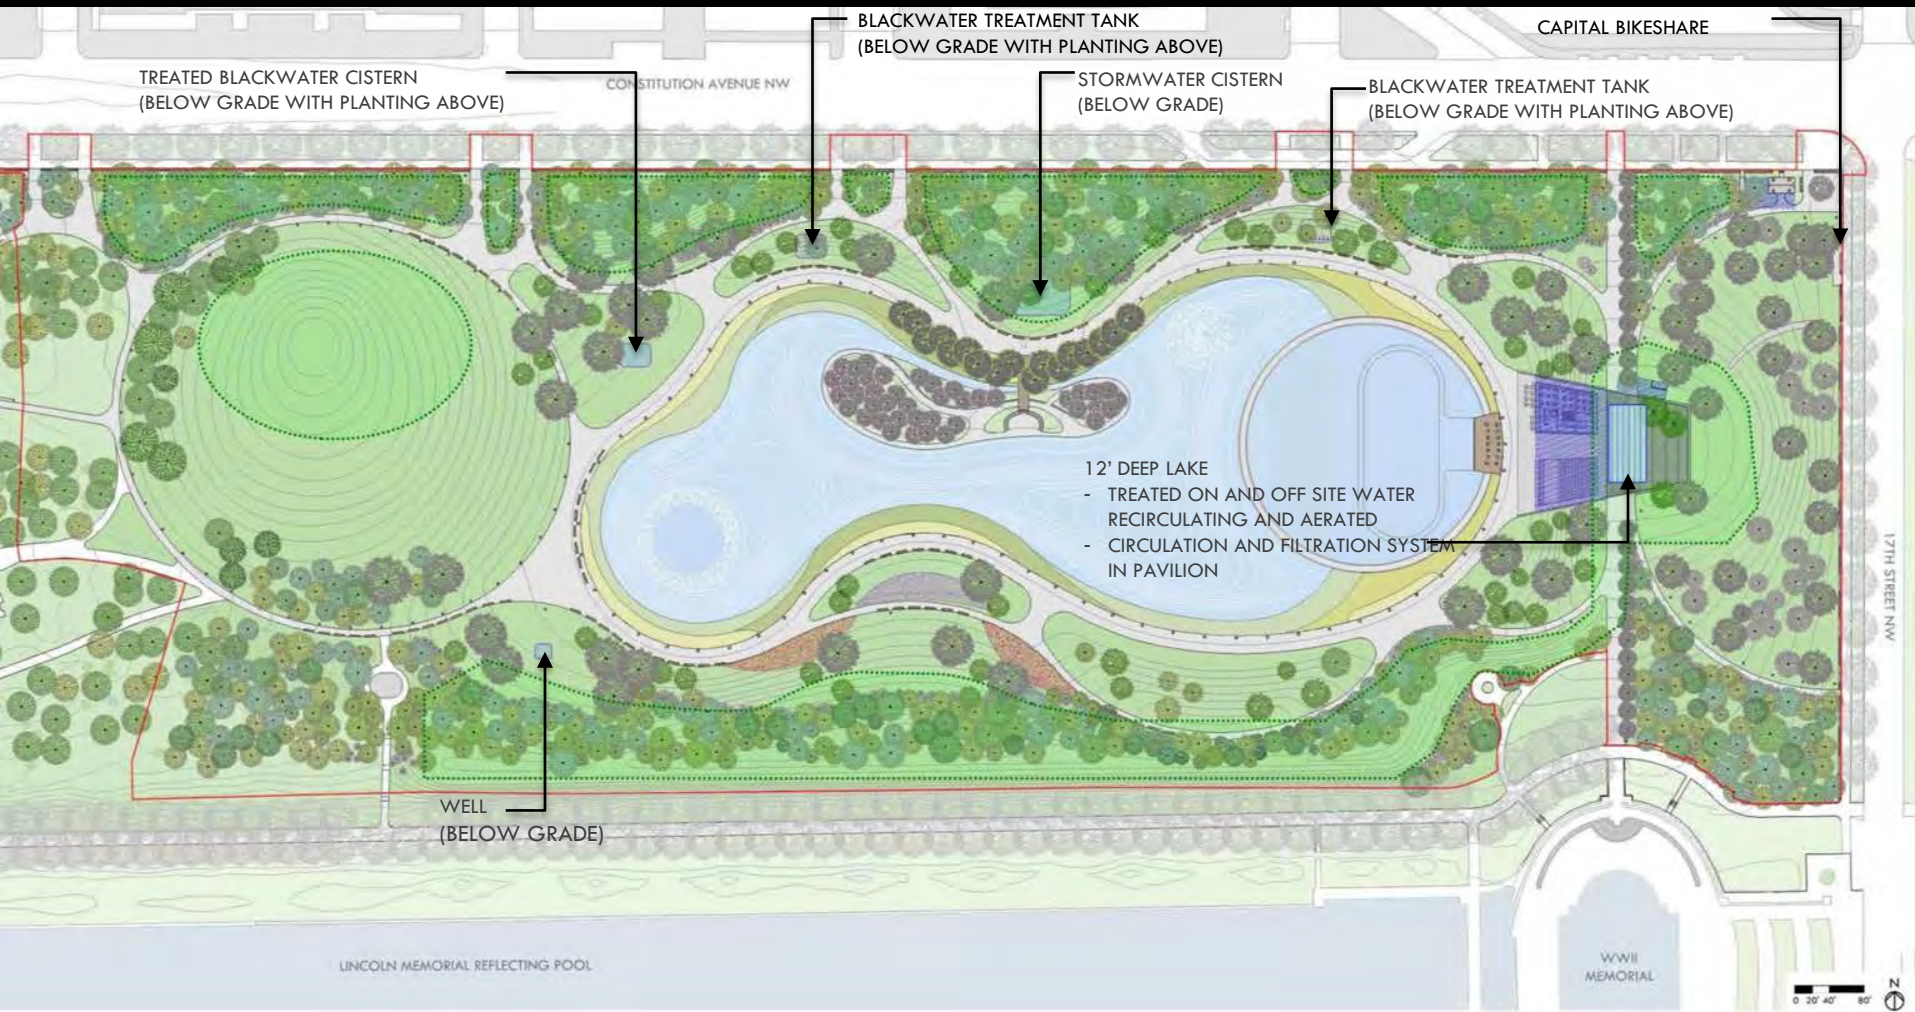 BLACKWATER TREATMENT TANK
(BELOW GRADE WITH PLANTING ABOVE)
CAPITAL BIKESHARE
TREATED BLACKWATER CISTERN
(BELOW GRADE WITH PLANTING ABOVE)
CONSTITUTION AVENUE NW
STORMWATER CISTERN
(BELOW GRADE)
BLACKWATER TREATMENT TANK
(BELOW GRADE WITH PLANTING ABOVE)
12' DEEP LAKE
- TREATED ON AND OFF SITE WATER
RECIRCULATING AND AERATED
- CIRCULATION AND FILTRATION SYSTEM
IN PAVILION
17TH STREET NW
WELL
(BELOW GRADE)
LINCOLN MEMORIAL REFLECTING POOL
WWII
MEMORIAL
N
0 20' 40' 80'